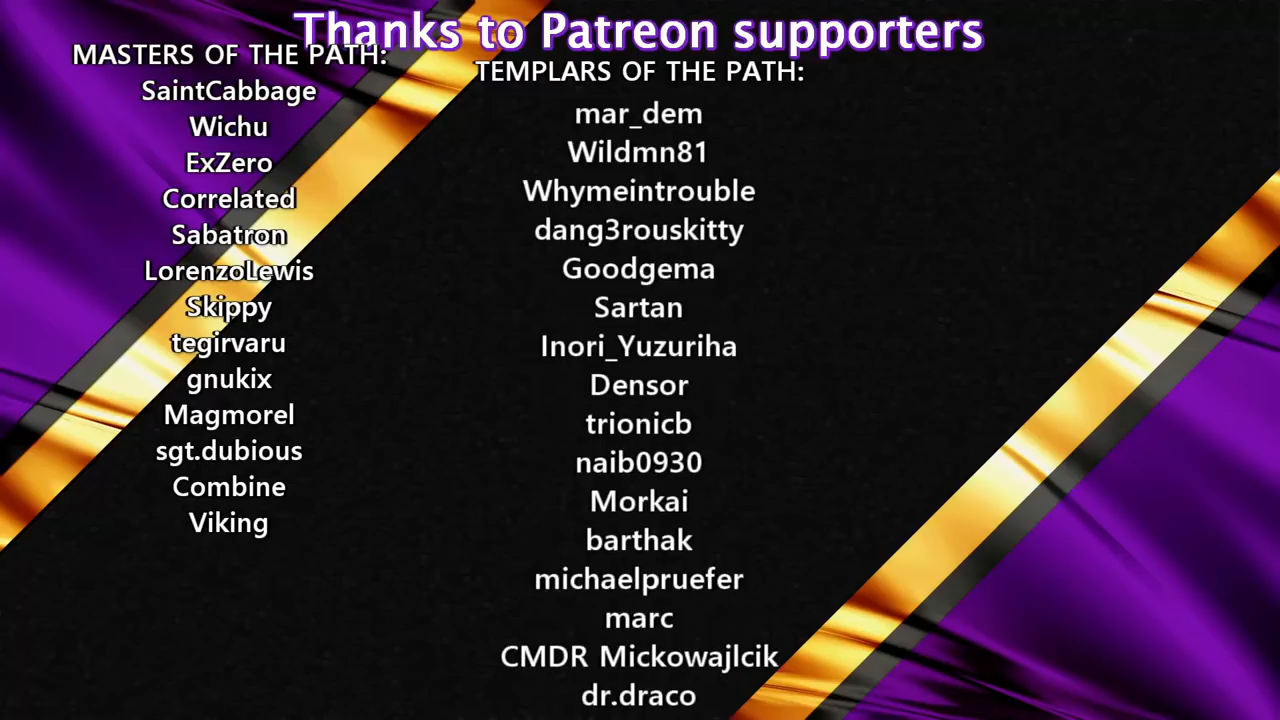 Thanks to Patreon supporters
MASTERS OF THE PATH:
SaintCabbage
Wichu
ExZero
Correlated
Sabatron
LorenzoLewis
Skippy
tegirvaru
gnukix
Magmorel
sgt.dubious
Combine
Viking
TEMPLARS OF THE PATH:
mar_dem
Wildmn81
Whymeintrouble
dang3rouskitty
Goodgema
Sartan
Inori_Yuzuriha
Densor
trionicb
naib0930
Morkai
barthak
michaelpruefer
marc
CMDR Mickowajlcik
dr.draco